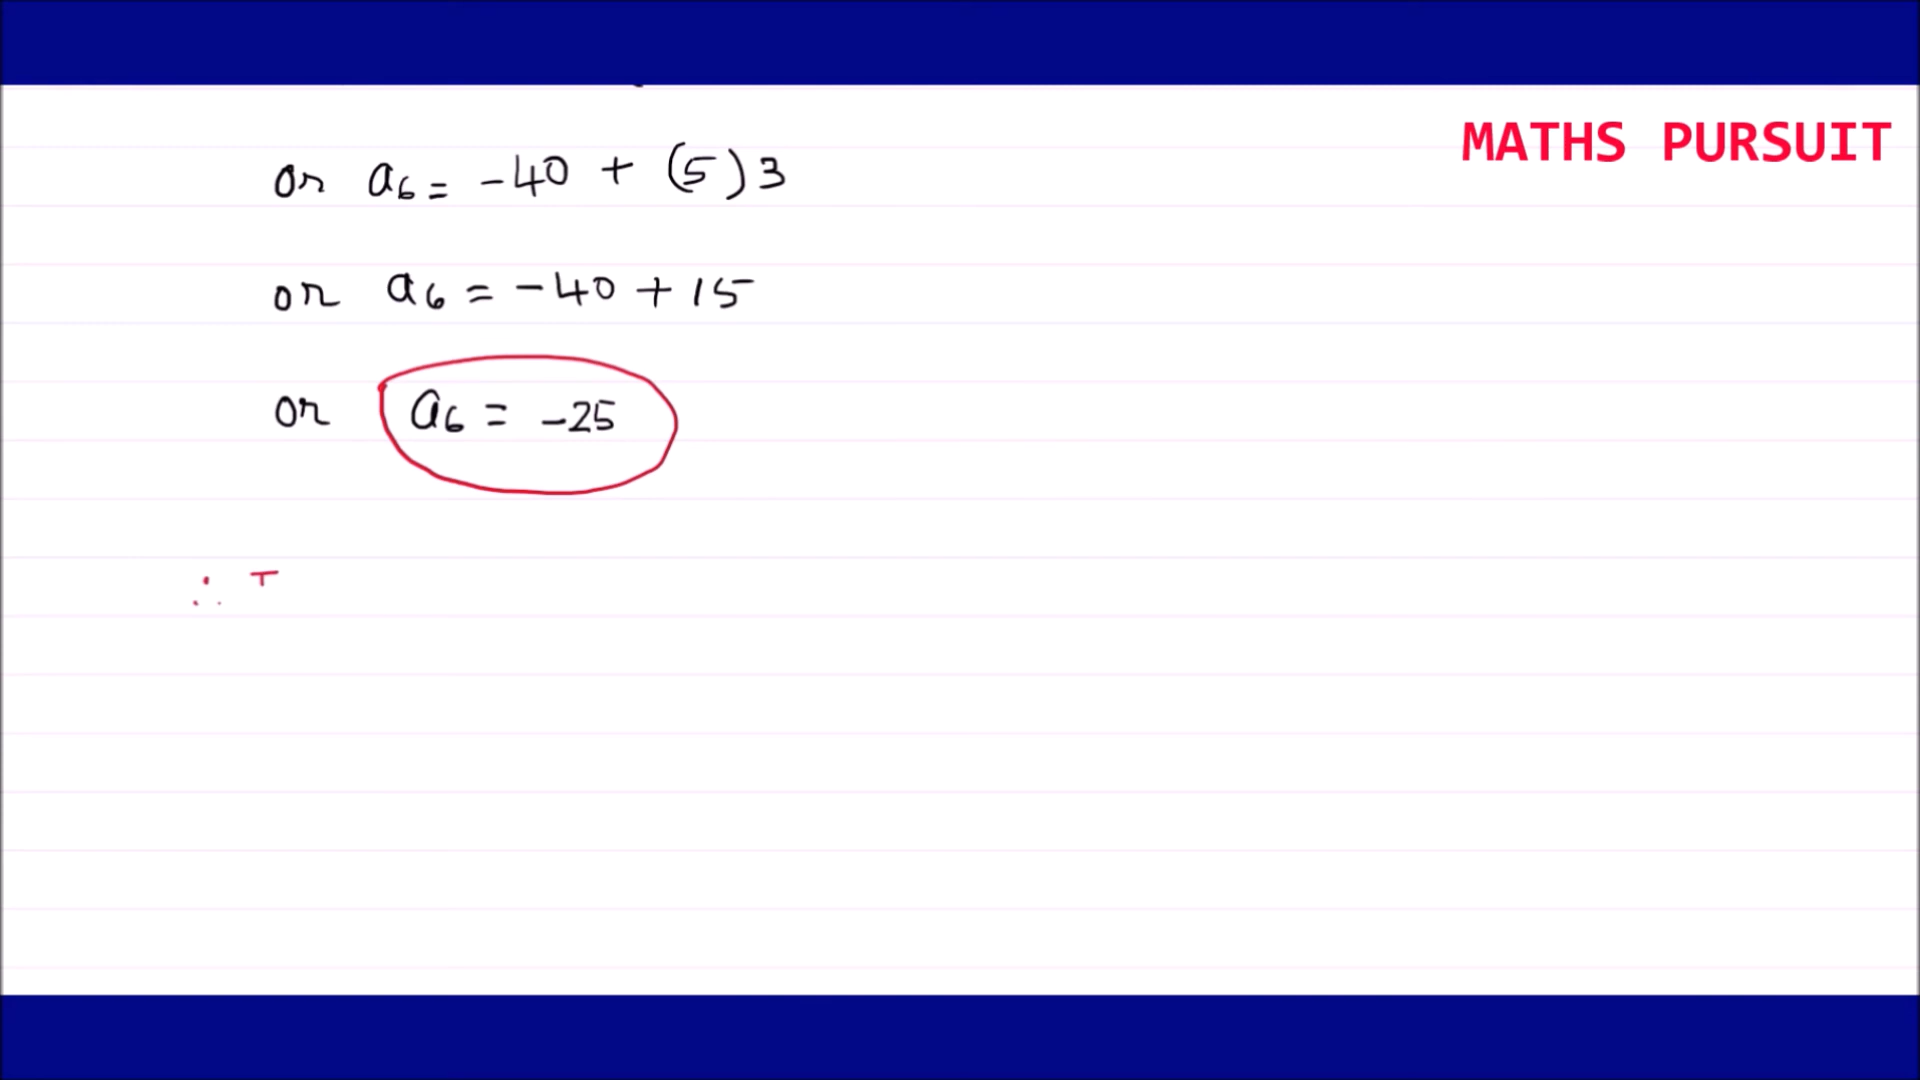 MATHS PURSUIT
or a₆ = -40 + (5)3
or a₆ = -40 + 15
or a₆ = -25
∴ T